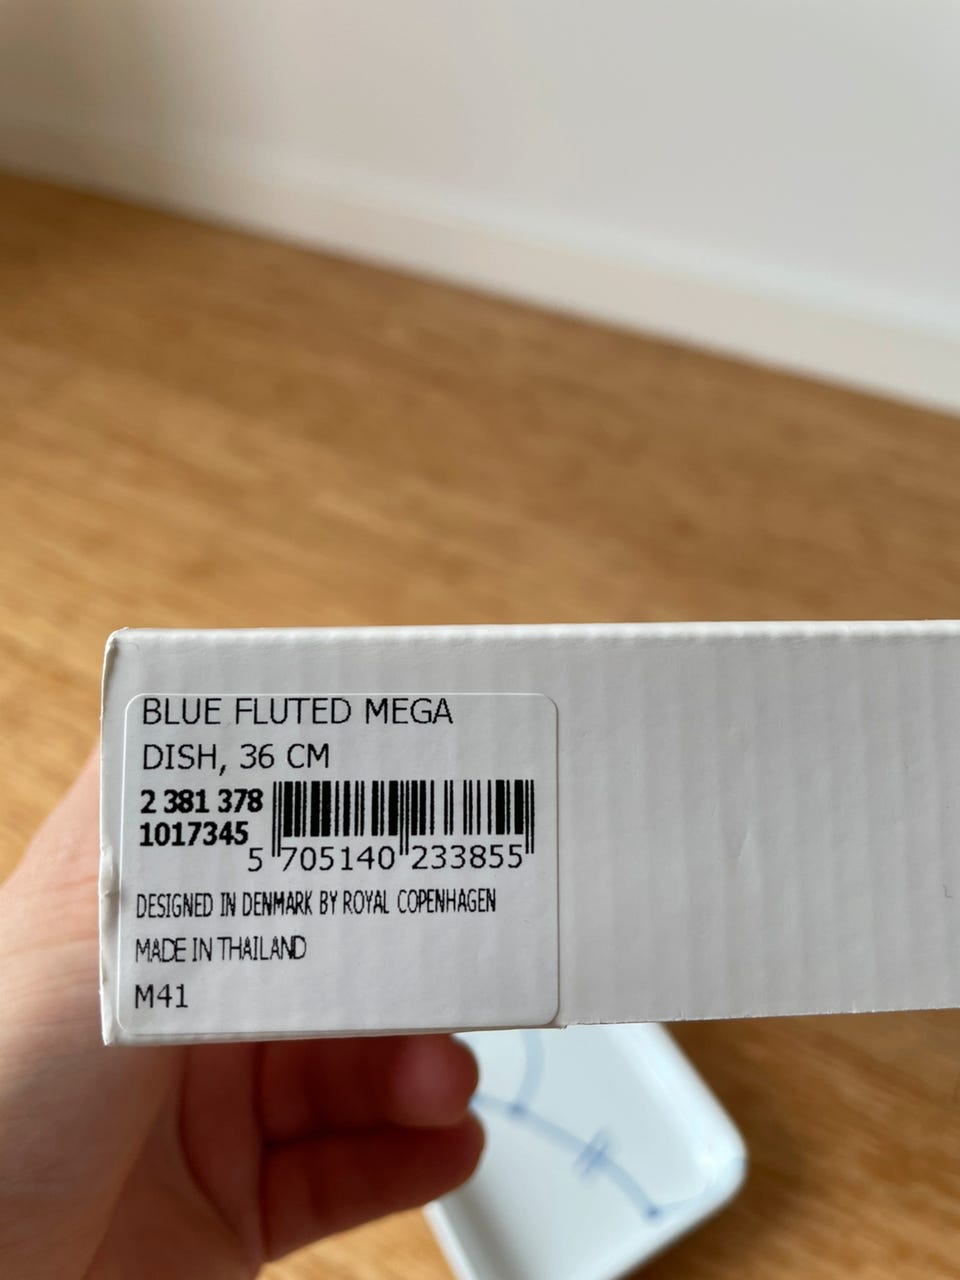 BLUE FLUTED MEGA
DISH, 36 CM
2 381 378
1017345
5 705140 233855
DESIGNED IN DENMARK BY ROYAL COPENHAGEN
MADE IN THAILAND
M41